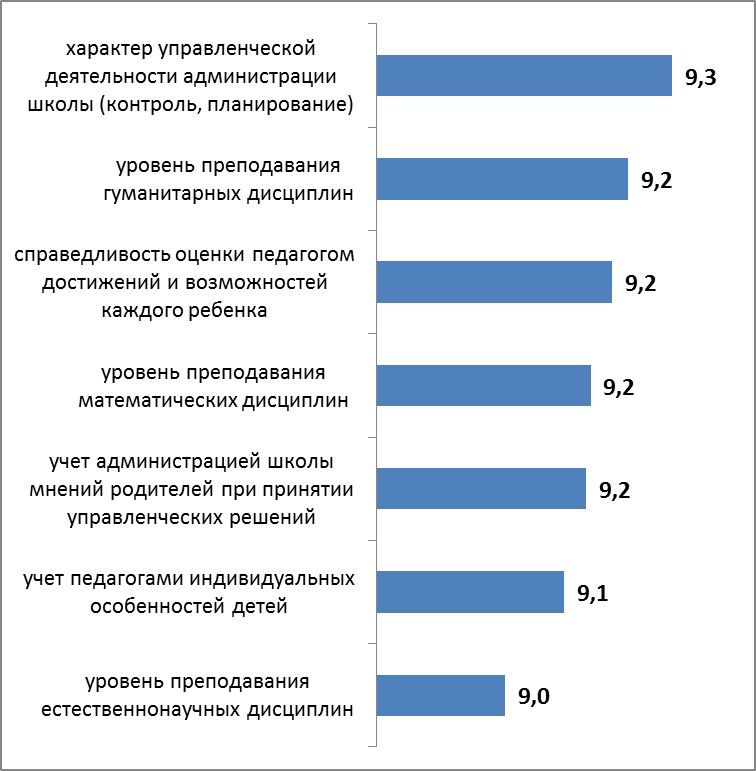 характер управленческой
деятельности администрации
школы (контроль, планирование)
9,3
уровень преподавания
гуманитарных дисциплин
9,2
справедливость оценки педагогом
достижений и возможностей
каждого ребенка
9,2
уровень преподавания
математических дисциплин
9,2
учет администрацией школы
мнений родителей при принятии
управленческих решений
9,2
учет педагогами индивидуальных
особенностей детей
9,1
уровень преподавания
естественнонаучных дисциплин
9,0